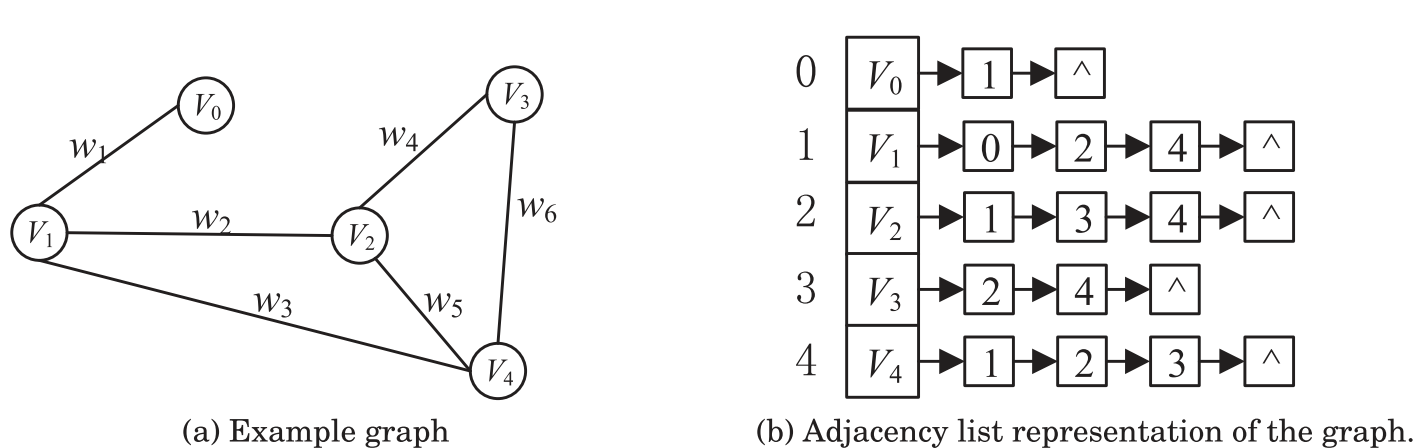 V0
V3
w1
w4
w6
V1
w2
V2
w3
w5
V4
(a) Example graph
0 V0 1 ^
1 V1 0 2 4 ^
2 V2 1 3 4 ^
3 V3 2 4 ^
4 V4 1 2 3 ^
(b) Adjacency list representation of the graph.